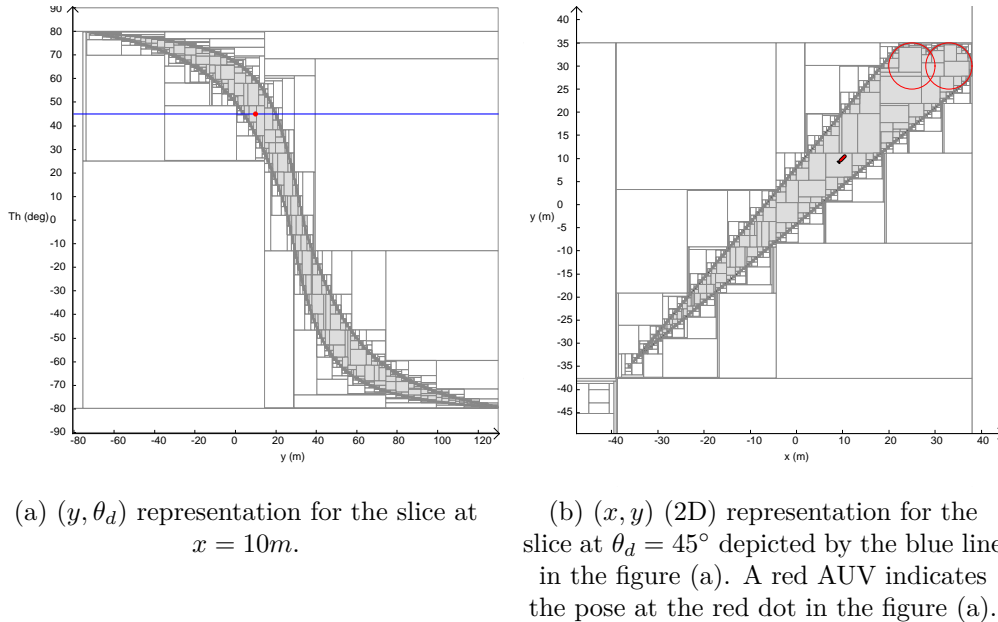 90
80
70
60
50
40
30
20
10
Th (deg)0
-10
-20
-30
-40
-50
-60
-70
-80
-90
-80 -60 -40 -20 0 20 40 60 80 100 120
y (m)
40
35
30
25
20
15
10
5
y (m) 0
-5
-10
-15
-20
-25
-30
-35
-40
-45
-40 -30 -20 -10 0 10 20 30 40
x (m)
(a) (y, θd) representation for the slice at
x = 10m.
(b) (x, y) (2D) representation for the
slice at θd = 45° depicted by the blue line
in the figure (a). A red AUV indicates
the pose at the red dot in the figure (a).